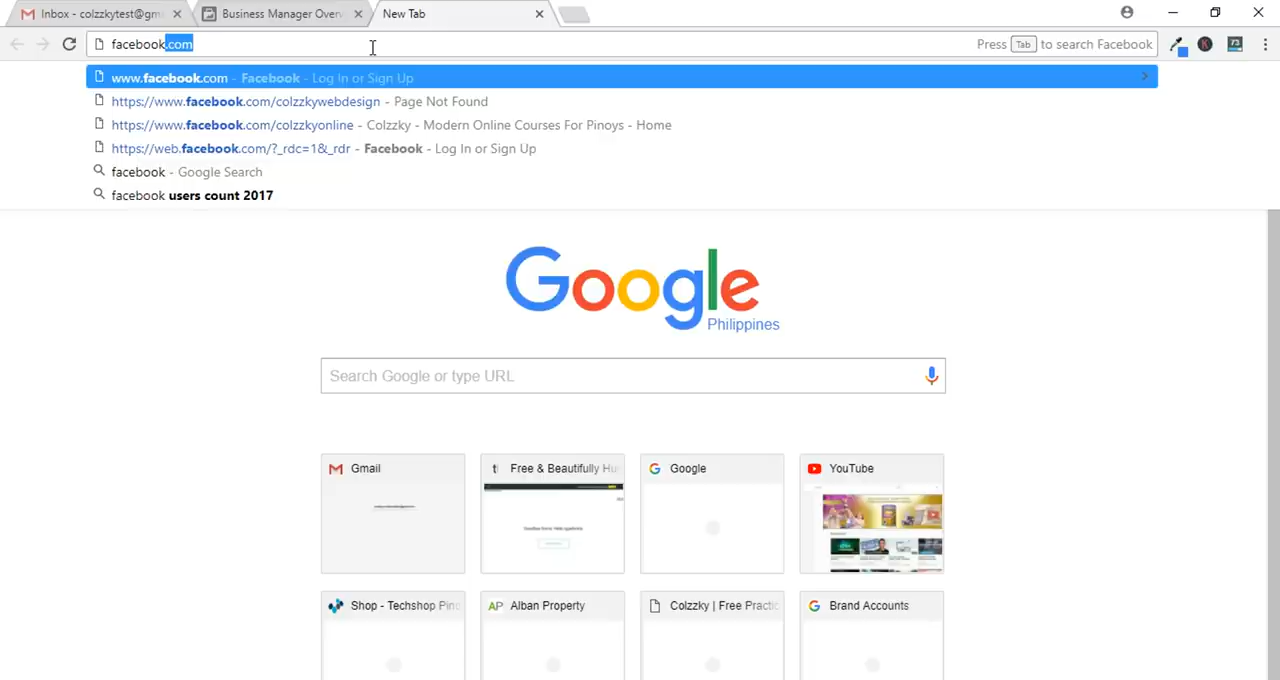 Inbox - colzzkytest@gm
Business Manager Overv
New Tab
facebook.com
Press Tab to search Facebook
73
www.facebook.com - Facebook - Log In or Sign Up
https://www.facebook.com/colzzkywebdesign - Page Not Found
https://www.facebook.com/colzzkyonline - Colzzky - Modern Online Courses For Pinoys - Home
https://web.facebook.com/?_rdc=1&_rdr - Facebook - Log In or Sign Up
facebook - Google Search
facebook users count 2017
Google
Philippines
Search Google or type URL
Gmail
Free & Beautifully Hu
Google
YouTube
Shop - Techshop Pino
AP Alban Property
Colzzky | Free Practic
Brand Accounts